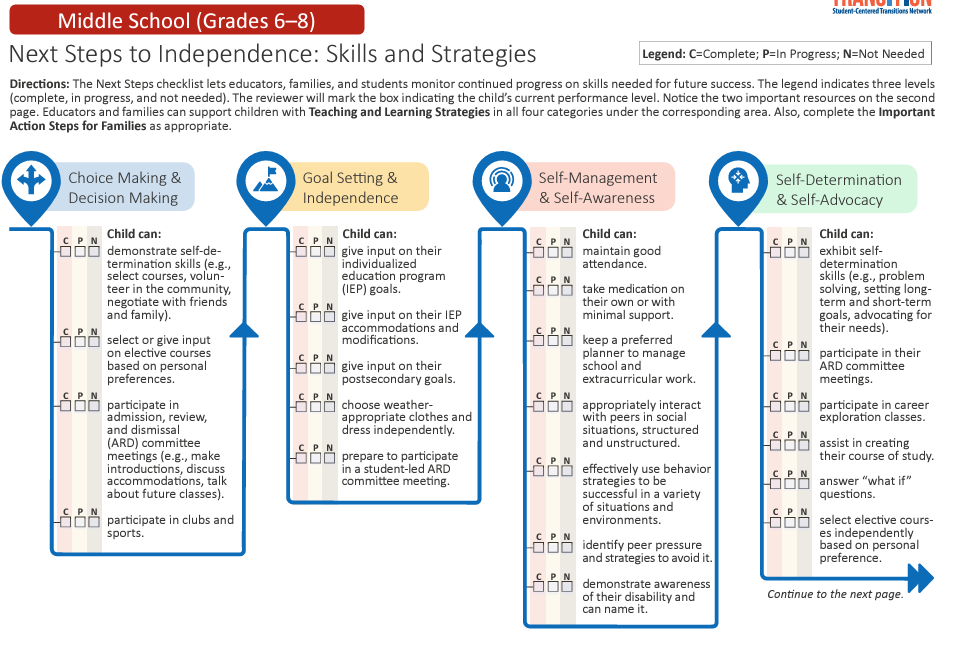 TRANSITION
Student-Centered Transitions Network
Middle School (Grades 6–8)
Next Steps to Independence: Skills and Strategies
Legend: C=Complete; P=In Progress; N=Not Needed
Directions: The Next Steps checklist lets educators, families, and students monitor continued progress on skills needed for future success. The legend indicates three levels
(complete, in progress, and not needed). The reviewer will mark the box indicating the child's current performance level. Notice the two important resources on the second
page. Educators and families can support children with Teaching and Learning Strategies in all four categories under the corresponding area. Also, complete the Important
Action Steps for Families as appropriate.
Choice Making &
Decision Making
Child can:
C P N
demonstrate self-de-
termination skills (e.g.,
select courses, volun-
teer in the community,
negotiate with friends
and family).
C P N
select or give input
on elective courses
based on personal
preferences.
C P N
participate in
admission, review,
and dismissal
(ARD) committee
meetings (e.g., make
introductions, discuss
accommodations, talk
about future classes).
C P N
participate in clubs and
sports.
Goal Setting &
Independence
Child can:
C P N
give input on their
individualized
education program
(IEP) goals.
C P N
give input on their IEP
accommodations and
modifications.
C P N
give input on their
postsecondary goals.
C P N
choose weather-
appropriate clothes and
dress independently.
C P N
prepare to participate
in a student-led ARD
committee meeting.
Self-Management
& Self-Awareness
Child can:
C P N
maintain good
attendance.
C P N
take medication on
their own or with
minimal support.
C P N
keep a preferred
planner to manage
school and
extracurricular work.
C P N
appropriately interact
with peers in social
situations, structured
and unstructured.
C P N
effectively use behavior
strategies to be
successful in a variety
of situations and
environments.
C P N
identify peer pressure
and strategies to avoid it.
C P N
demonstrate awareness
of their disability and
can name it.
Self-Determination
& Self-Advocacy
Child can:
C P N
exhibit self-
determination
skills (e.g., problem
solving, setting long-
term and short-term
goals, advocating for
their needs).
C P N
participate in their
ARD committee
meetings.
C P N
participate in career
exploration classes.
C P N
assist in creating
their course of study.
C P N
answer “what if”
questions.
C P N
select elective cours-
es independently
based on personal
preference.
Continue to the next page.